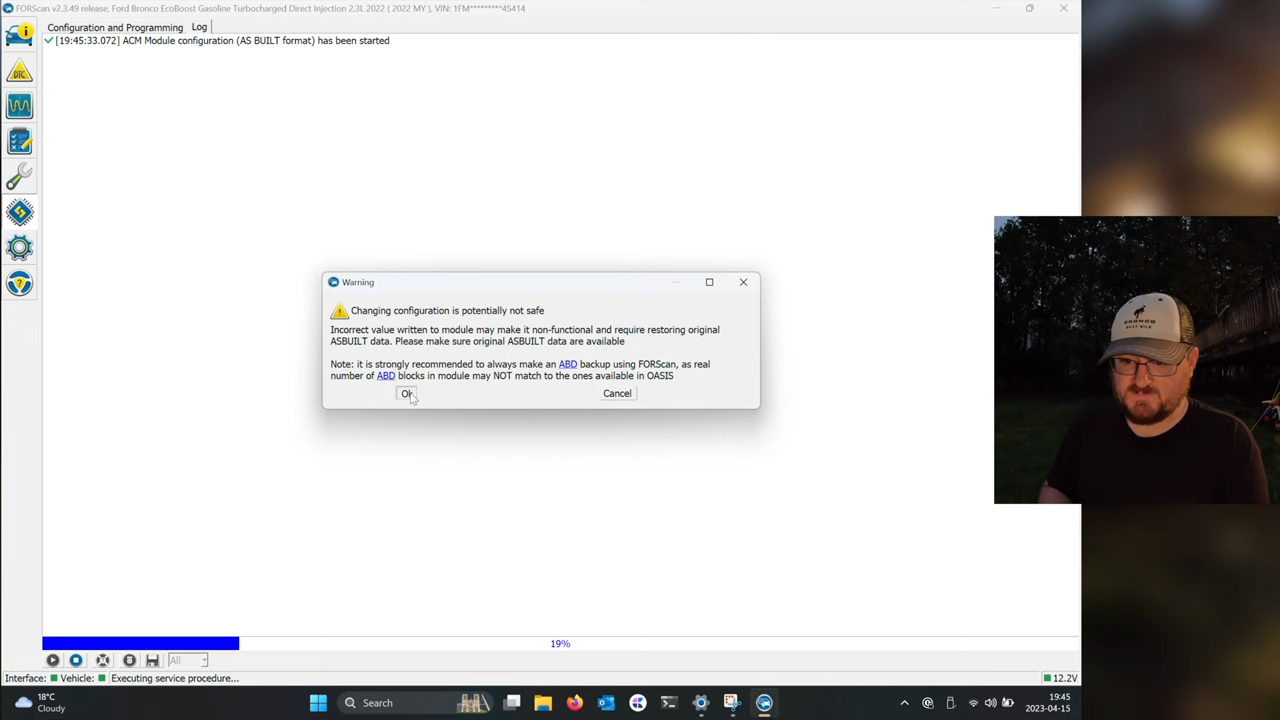 FORScan v2.3.49 release, Ford Bronco EcoBoost Gasoline Turbocharged Direct Injection 2.3L 2022 ( 2022 MY ), VIN: 1FM********45414
Configuration and Programming
Log
[19:45:33.072] ACM Module configuration (AS BUILT format) has been started
DTC
Warning
Changing configuration is potentially not safe
Incorrect value written to module may make it non-functional and require restoring original
ASBUILT data. Please make sure original ASBUILT data are available
Note: it is strongly recommended to always make an ABD backup using FORScan, as real
number of ABD blocks in module may NOT match to the ones available in OASIS
Ok
Cancel
BRONCO
BUILT WILD
19%
All
Interface: Vehicle: Executing service procedure...
12.2V
18°C
Cloudy
Search
19:45
2023-04-15